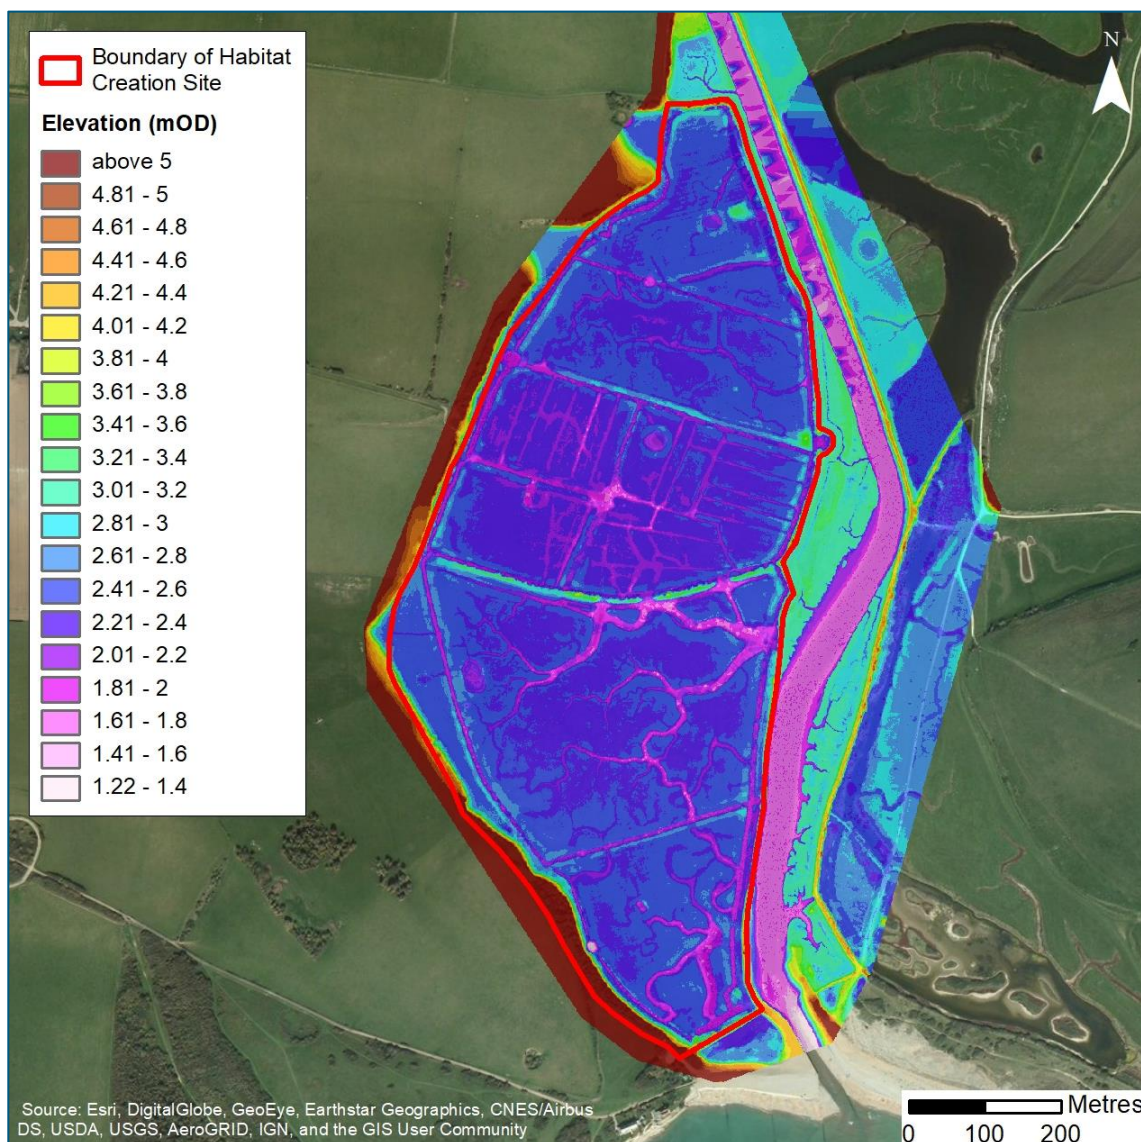 Boundary of Habitat
Creation Site
Elevation (mOD)
above 5
4.81 - 5
4.61 - 4.8
4.41 - 4.6
4.21 - 4.4
4.01 - 4.2
3.81 - 4
3.61 - 3.8
3.41 - 3.6
3.21 - 3.4
3.01 - 3.2
2.81 - 3
2.61 - 2.8
2.41 - 2.6
2.21 - 2.4
2.01 - 2.2
1.81 - 2
1.61 - 1.8
1.41 - 1.6
1.22 - 1.4
N
Source: Esri, DigitalGlobe, GeoEye, Earthstar Geographics, CNES/Airbus
DS, USDA, USGS, AeroGRID, IGN, and the GIS User Community
Metres
0 100 200